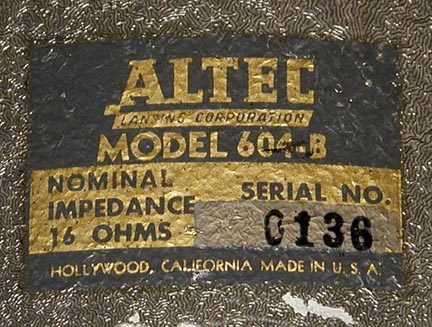 ALTEC
LANSING CORPORATION
MODEL 604-B
NOMINAL
IMPEDANCE
16 OHMS
SERIAL NO.
0136
HOLLYWOOD, CALIFORNIA MADE IN U.S.A.